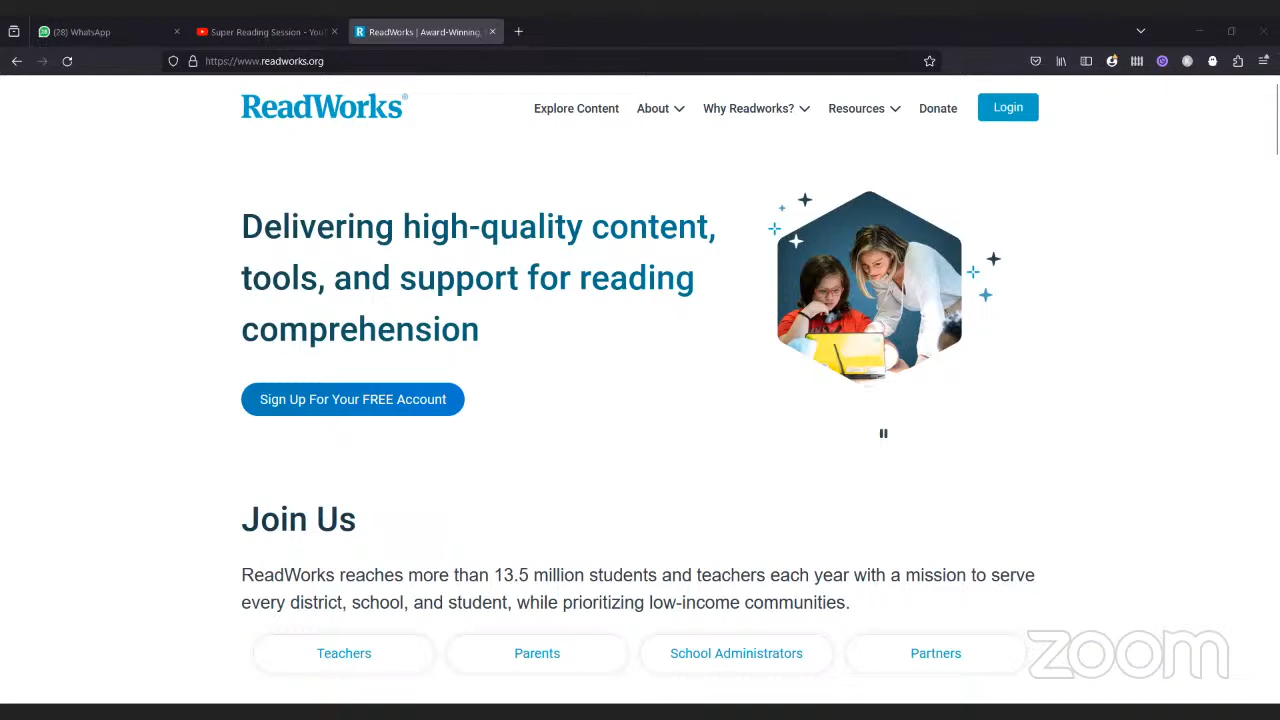 (28) WhatsApp
Super Reading Session - You
ReadWorks | Award-Winning,
https://www.readworks.org
ReadWorks®
Explore Content
About
Why Readworks?
Resources
Donate
Login
Delivering high-quality content,
tools, and support for reading
comprehension
Sign Up For Your FREE Account
Join Us
ReadWorks reaches more than 13.5 million students and teachers each year with a mission to serve
every district, school, and student, while prioritizing low-income communities.
Teachers
Parents
School Administrators
Partners
zoom